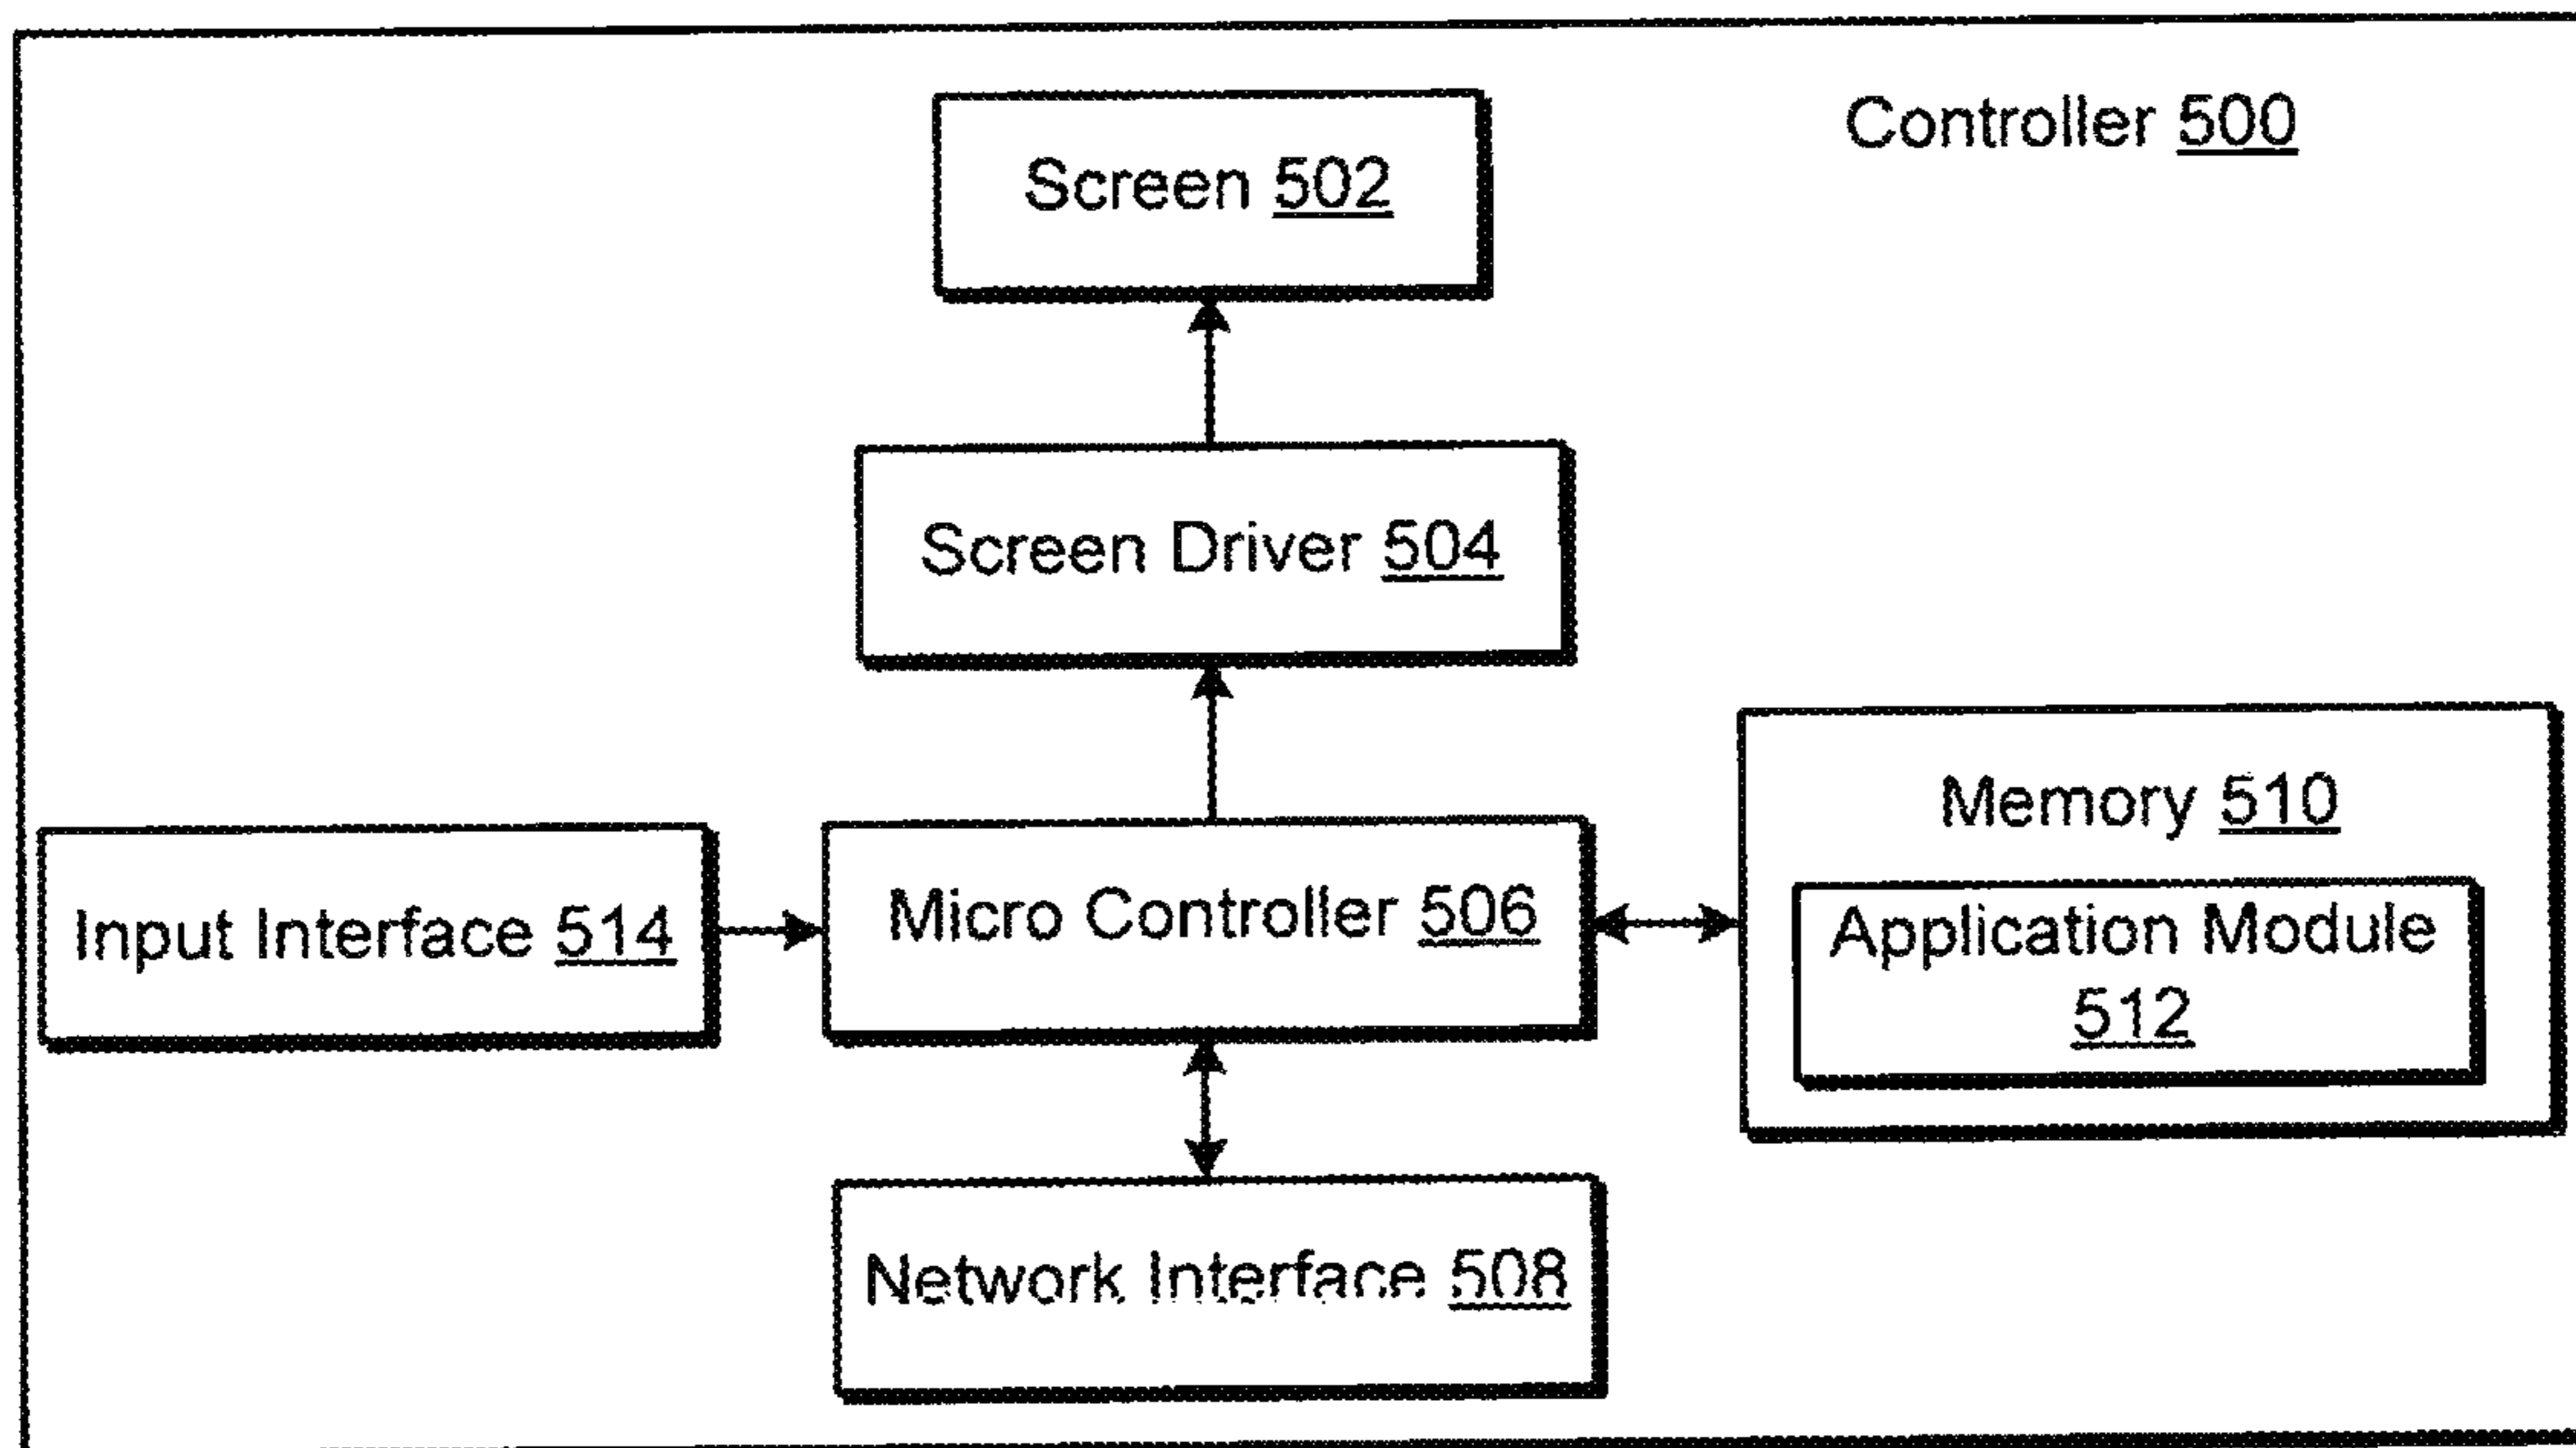 Controller 500
Screen 502
Screen Driver 504
Memory 510
Input Interface 514
Micro Controller 506
Application Module
512
Network Interface 508